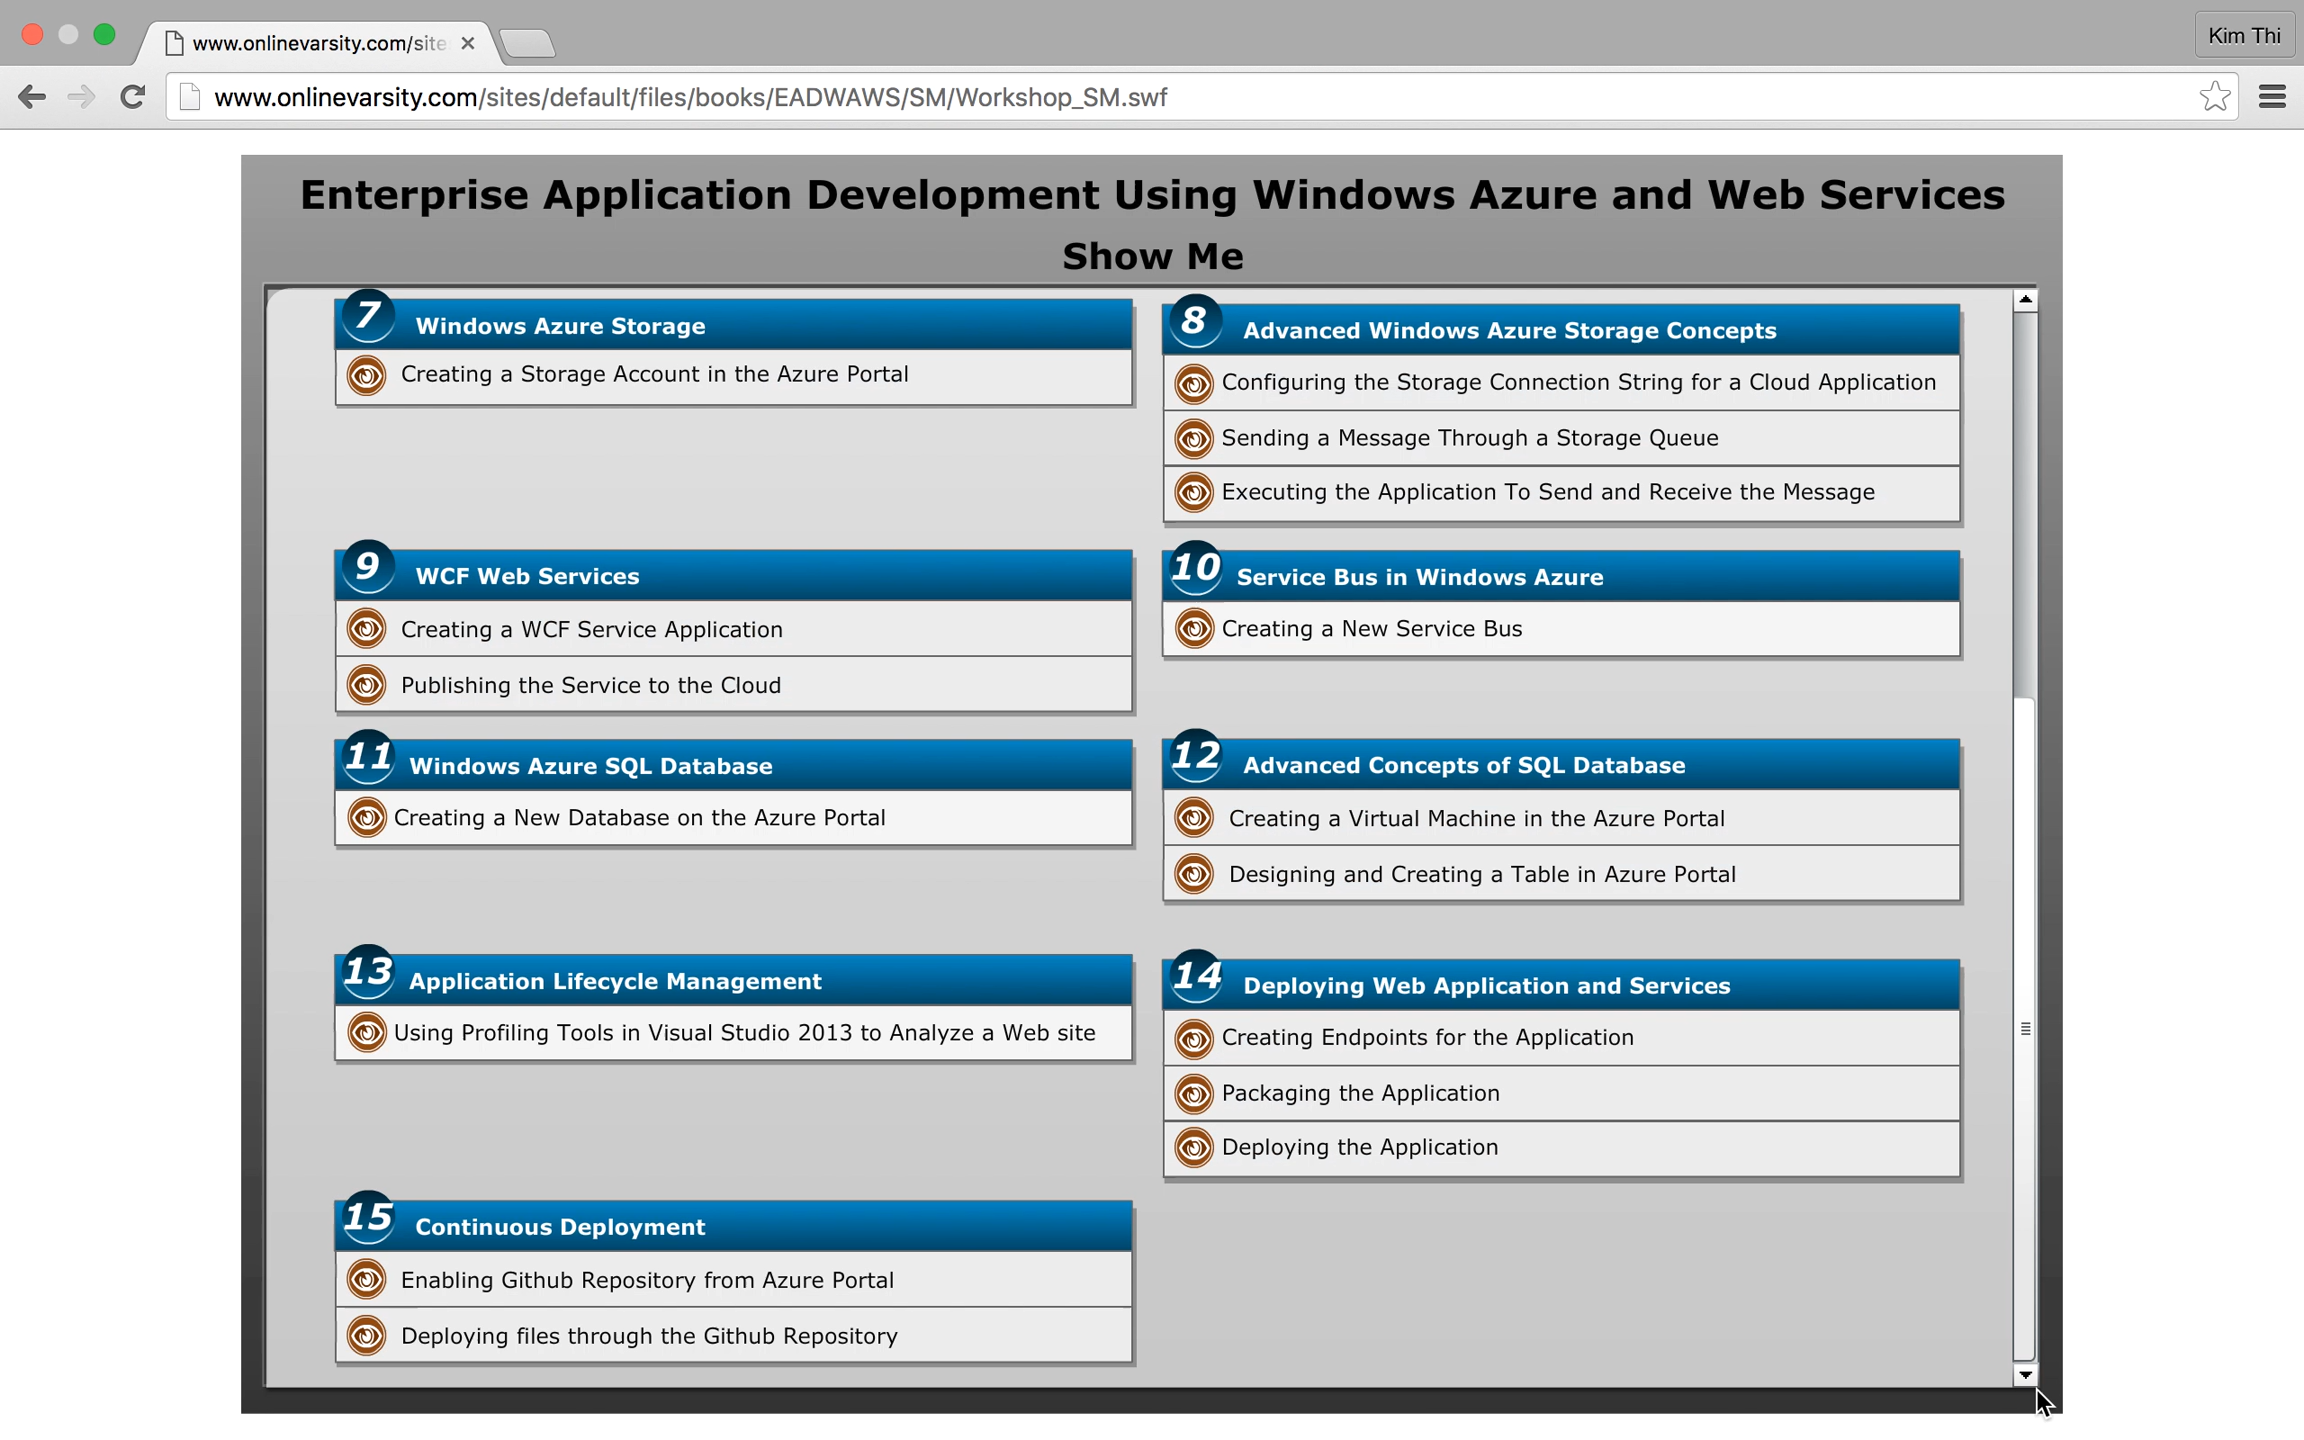 www.onlinevarsity.com/site
Kim Thi
www.onlinevarsity.com/sites/default/files/books/EADWAWS/SM/Workshop_SM.swf
Enterprise Application Development Using Windows Azure and Web Services
Show Me
7 Windows Azure Storage
Creating a Storage Account in the Azure Portal
8 Advanced Windows Azure Storage Concepts
Configuring the Storage Connection String for a Cloud Application
Sending a Message Through a Storage Queue
Executing the Application To Send and Receive the Message
9 WCF Web Services
Creating a WCF Service Application
Publishing the Service to the Cloud
10 Service Bus in Windows Azure
Creating a New Service Bus
11 Windows Azure SQL Database
Creating a New Database on the Azure Portal
12 Advanced Concepts of SQL Database
Creating a Virtual Machine in the Azure Portal
Designing and Creating a Table in Azure Portal
13 Application Lifecycle Management
Using Profiling Tools in Visual Studio 2013 to Analyze a Web site
14 Deploying Web Application and Services
Creating Endpoints for the Application
Packaging the Application
Deploying the Application
15 Continuous Deployment
Enabling Github Repository from Azure Portal
Deploying files through the Github Repository